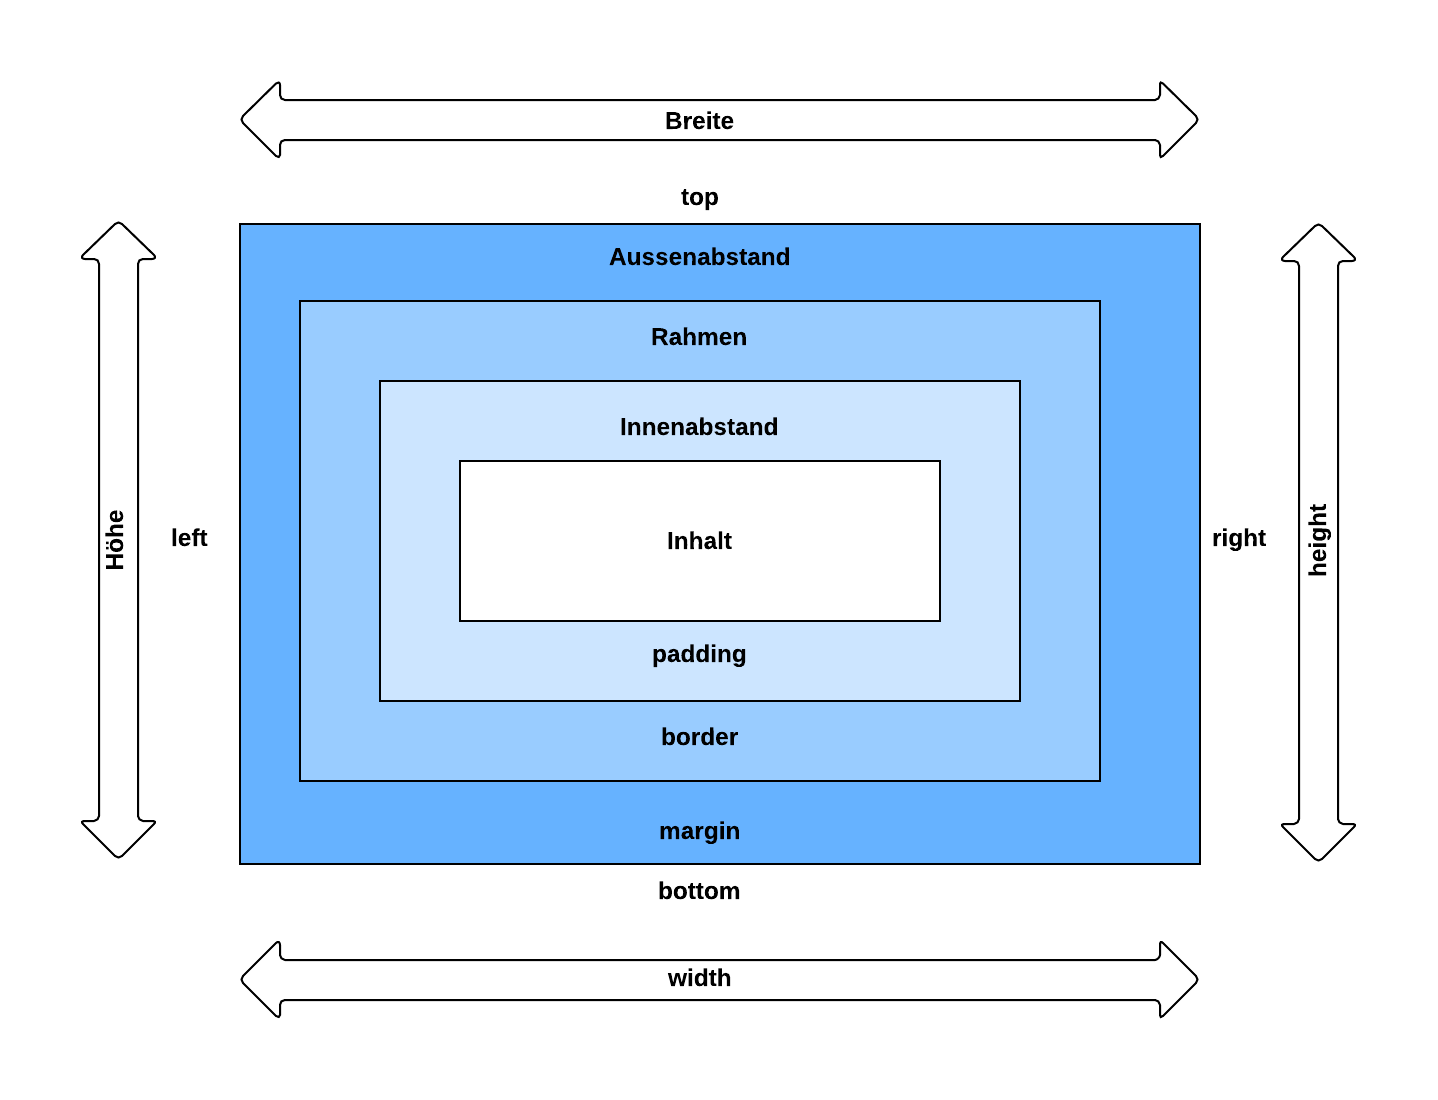 Breite
top
Aussenabstand
Rahmen
Innenabstand
Höhe
left
Inhalt
right
height
padding
border
margin
bottom
width